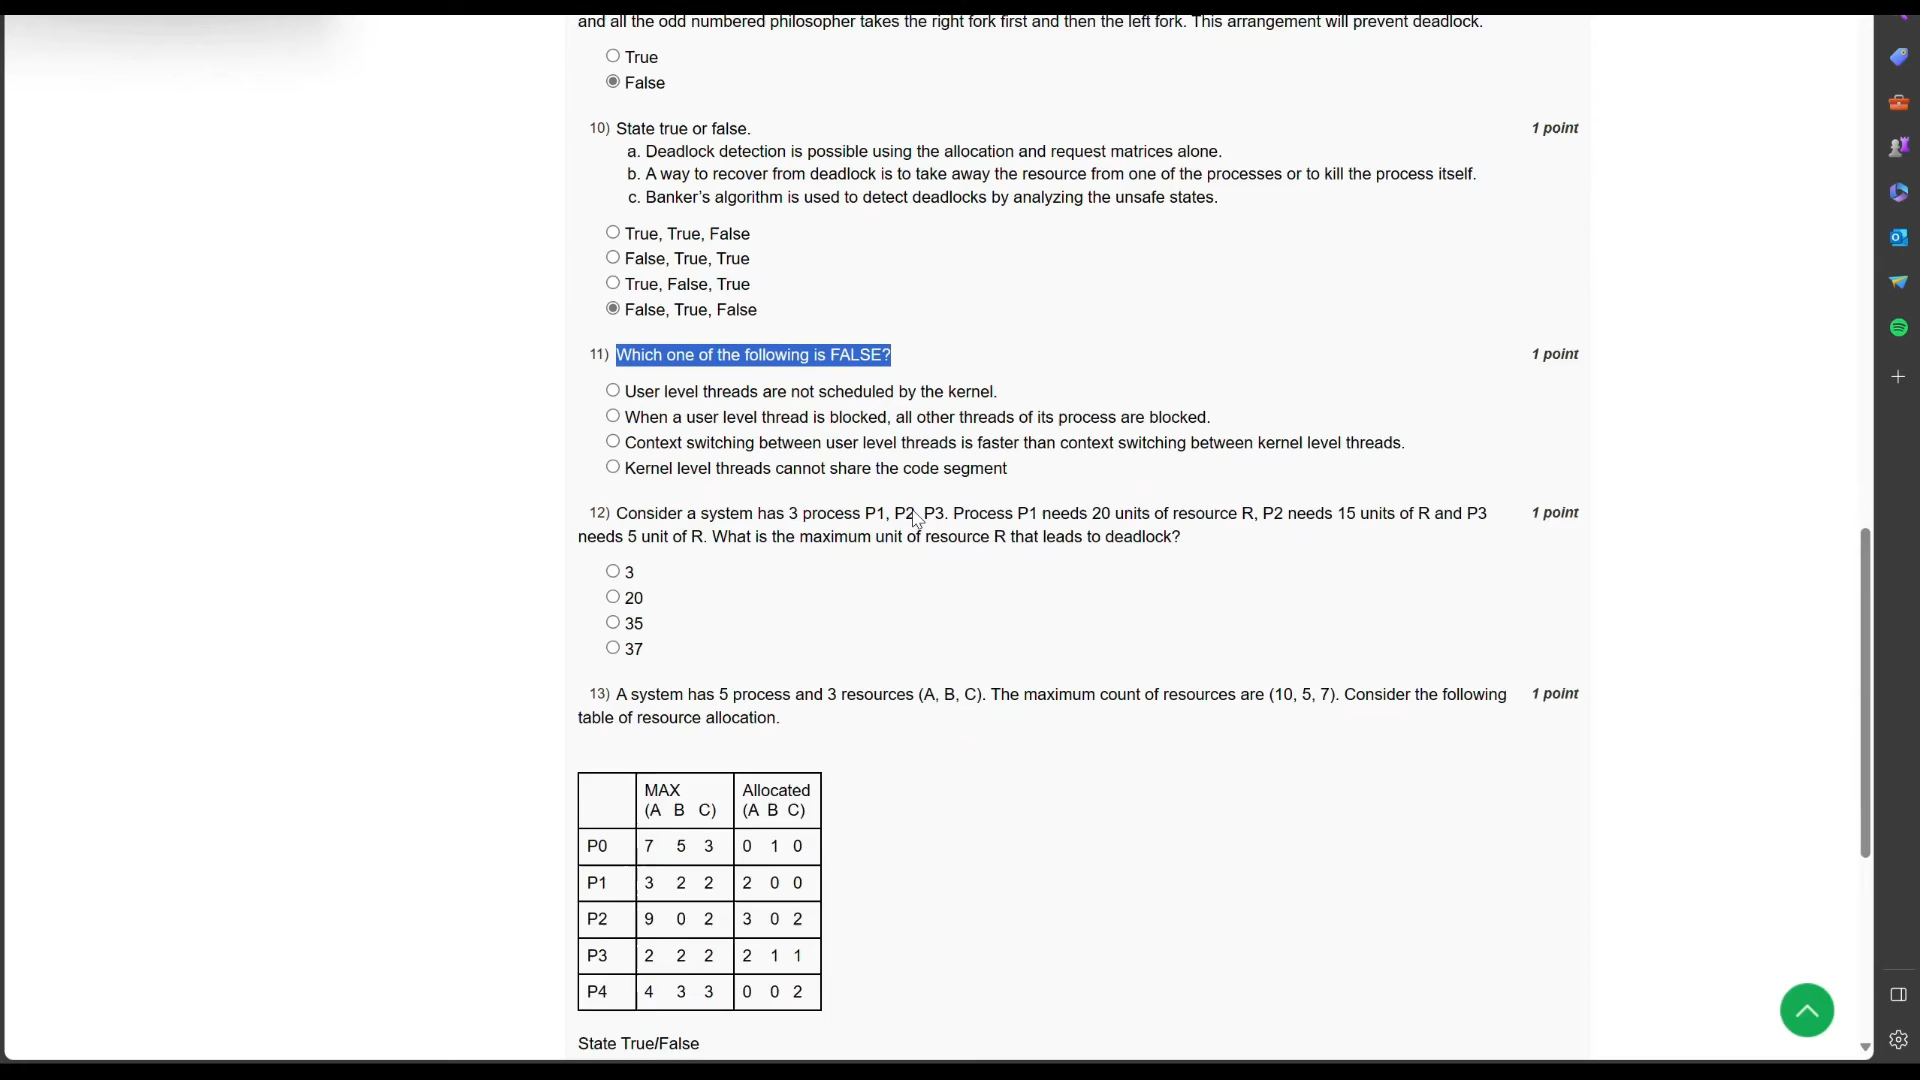 and all the odd numbered philosopher takes the right fork first and then the left fork. This arrangement will prevent deadlock.
True
False
10) State true or false. 1 point
a. Deadlock detection is possible using the allocation and request matrices alone.
b. A way to recover from deadlock is to take away the resource from one of the processes or to kill the process itself.
c. Banker's algorithm is used to detect deadlocks by analyzing the unsafe states.
True, True, False
False, True, True
True, False, True
False, True, False
11) Which one of the following is FALSE? 1 point
User level threads are not scheduled by the kernel.
When a user level thread is blocked, all other threads of its process are blocked.
Context switching between user level threads is faster than context switching between kernel level threads.
Kernel level threads cannot share the code segment
12) Consider a system has 3 process P1, P2, P3. Process P1 needs 20 units of resource R, P2 needs 15 units of R and P3 1 point
needs 5 unit of R. What is the maximum unit of resource R that leads to deadlock?
3
20
35
37
13) A system has 5 process and 3 resources (A, B, C). The maximum count of resources are (10, 5, 7). Consider the following 1 point
table of resource allocation.
MAX Allocated
(A B C) (A B C)
P0 7 5 3 0 1 0
P1 3 2 2 2 0 0
P2 9 0 2 3 0 2
P3 2 2 2 2 1 1
P4 4 3 3 0 0 2
State True/False